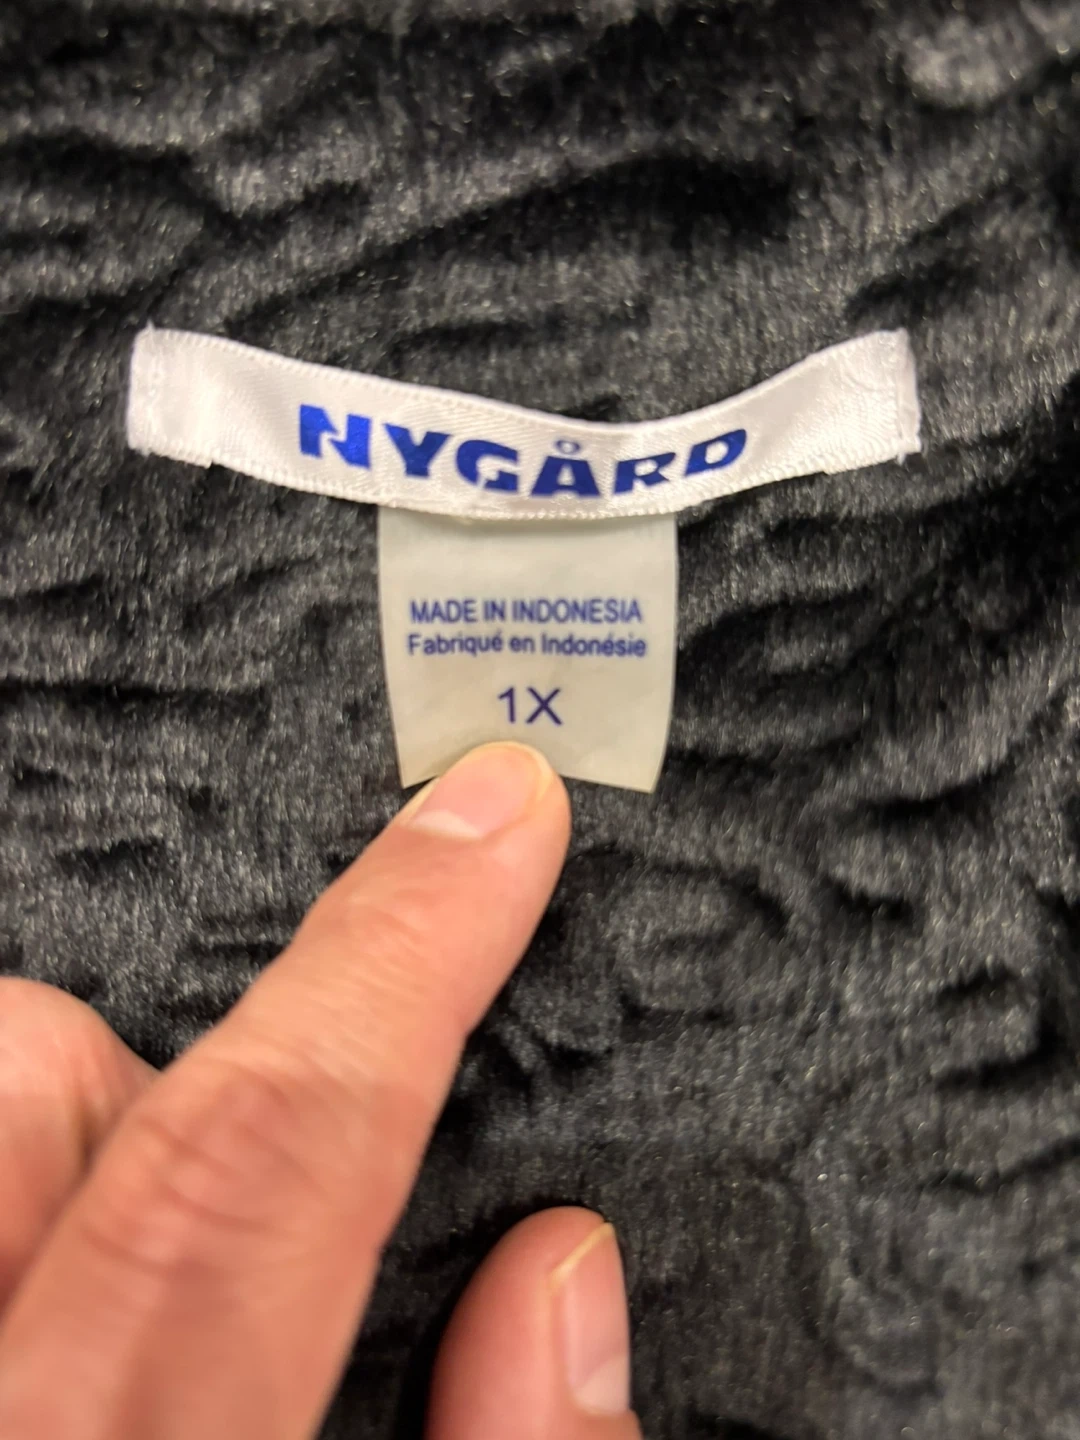 NYGÅRD
MADE IN INDONESIA
Fabriqué en Indonésie
1X